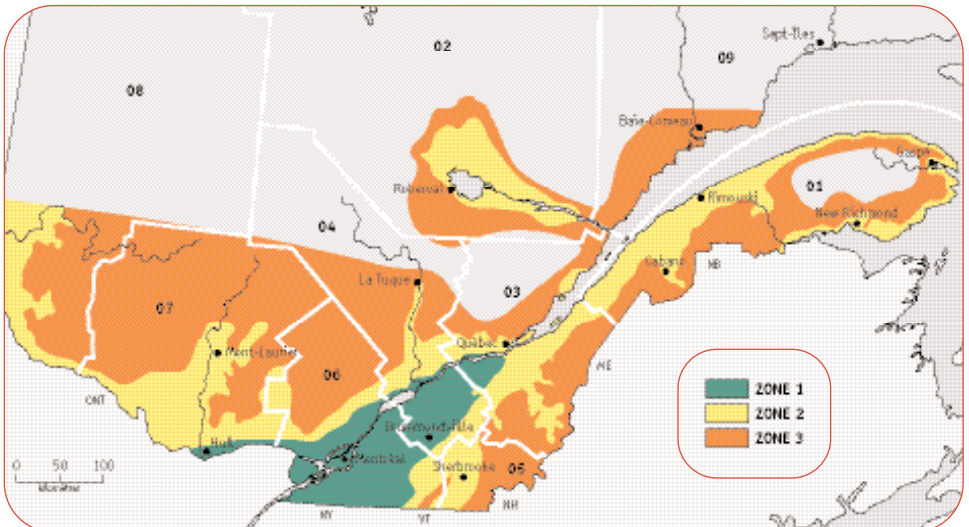 02
Sept-Îles
09
08
Baie-Comeau
Gaspé
Roberval
01
Rimouski
New Richmond
04
Cabano
NB
La Tuque
03
07
Québec
Mont-Laurier
ME
06
ZONE 1
ONT
ZONE 2
Drummondville
ZONE 3
Hull
Montréal
0 50 100
kilomètres
Sherbrooke
05
NY
VT
NH